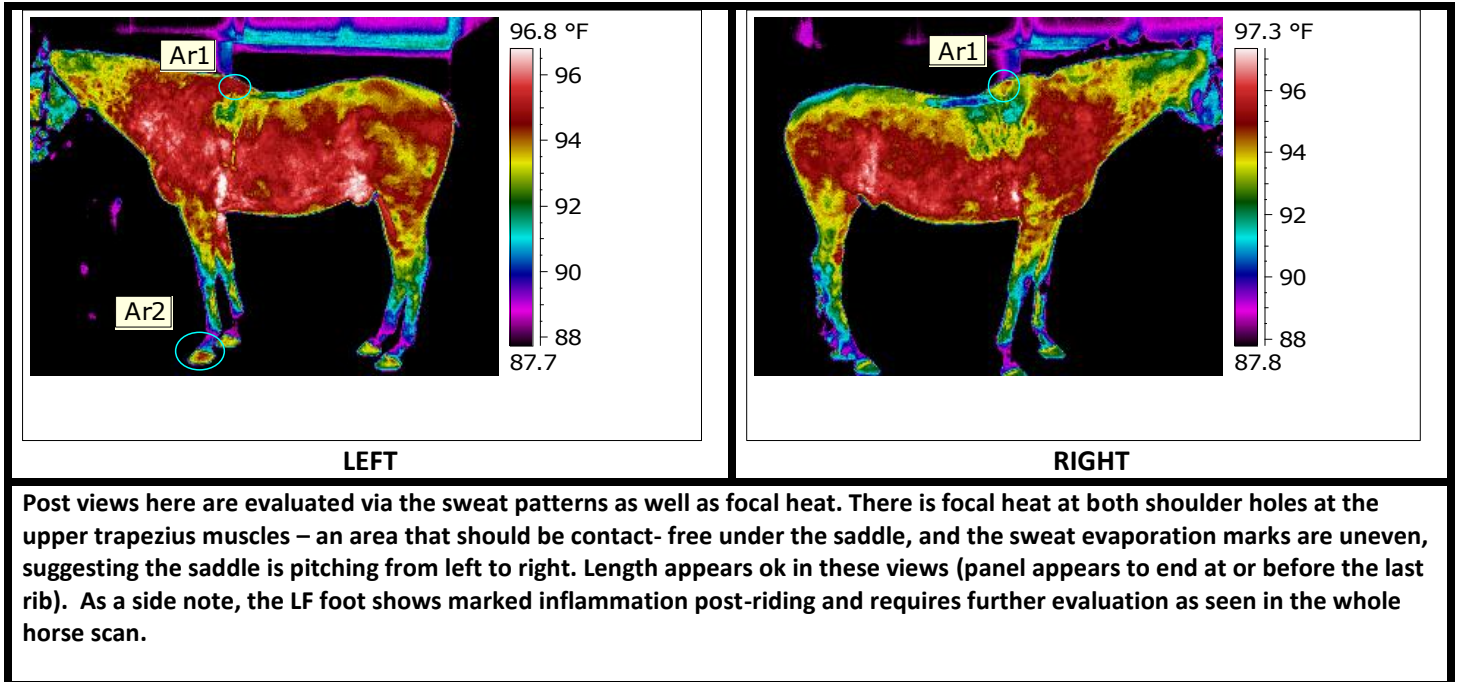 Ar1
96.8 °F
96
94
92
90
88
87.7
Ar2
LEFT
Ar1
97.3 °F
96
94
92
90
88
87.8
RIGHT
Post views here are evaluated via the sweat patterns as well as focal heat. There is focal heat at both shoulder holes at the
upper trapezius muscles – an area that should be contact- free under the saddle, and the sweat evaporation marks are uneven,
suggesting the saddle is pitching from left to right. Length appears ok in these views (panel appears to end at or before the last
rib).  As a side note, the LF foot shows marked inflammation post-riding and requires further evaluation as seen in the whole
horse scan.